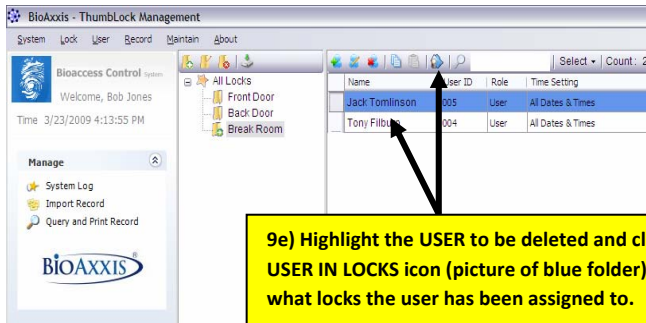 BioAxxis - ThumbLock Management
System Lock User Record Maintain About
Bioaccess Control System
Welcome, Bob Jones
Time 3/23/2009 4:13:55 PM
Manage
System Log
Import Record
Query and Print Record
BIOAXXIS
All Locks
Front Door
Back Door
Break Room
Select Count: 2
Name User ID Role Time Setting
Jack Tomlinson 005 User All Dates & Times
Tony 004 User All Dates & Times
9e) Highlight the USER to be deleted and cl
USER IN LOCKS icon (picture of blue folder)
what locks the user has been assigned to.